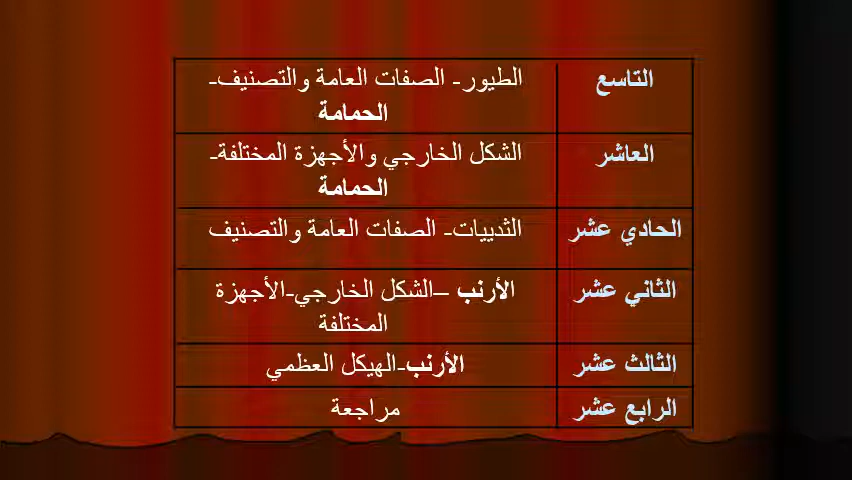 التاسع
الطيور- الصفات العامة والتصنيف-
الحمامة
العاشر
الشكل الخارجي والأجهزة المختلفة-
الحمامة
الحادي عشر
الثدييات- الصفات العامة والتصنيف
الثاني عشر
الأرنب –الشكل الخارجي-الأجهزة
المختلفة
الثالث عشر
الأرنب-الهيكل العظمي
الرابع عشر
مراجعة